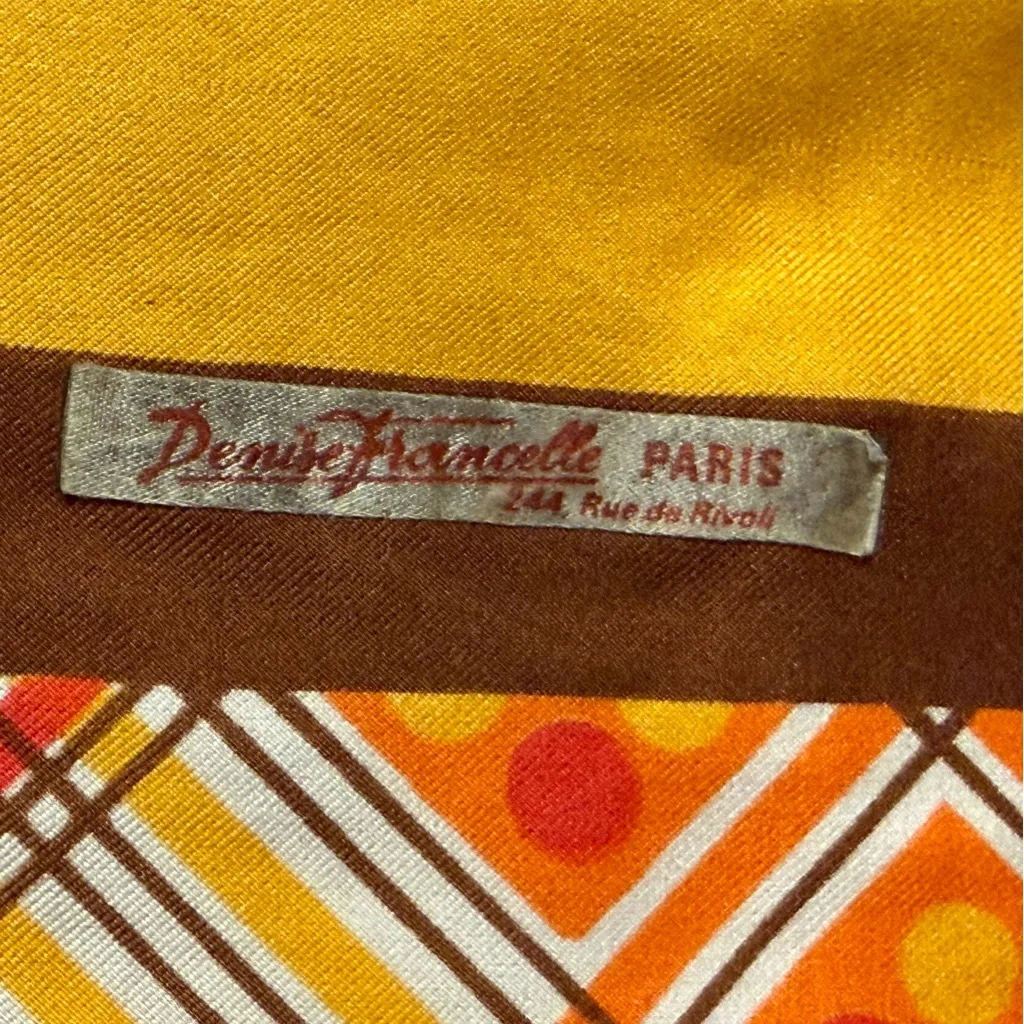 Denise Francelle PARIS
244, Rue de Rivoli